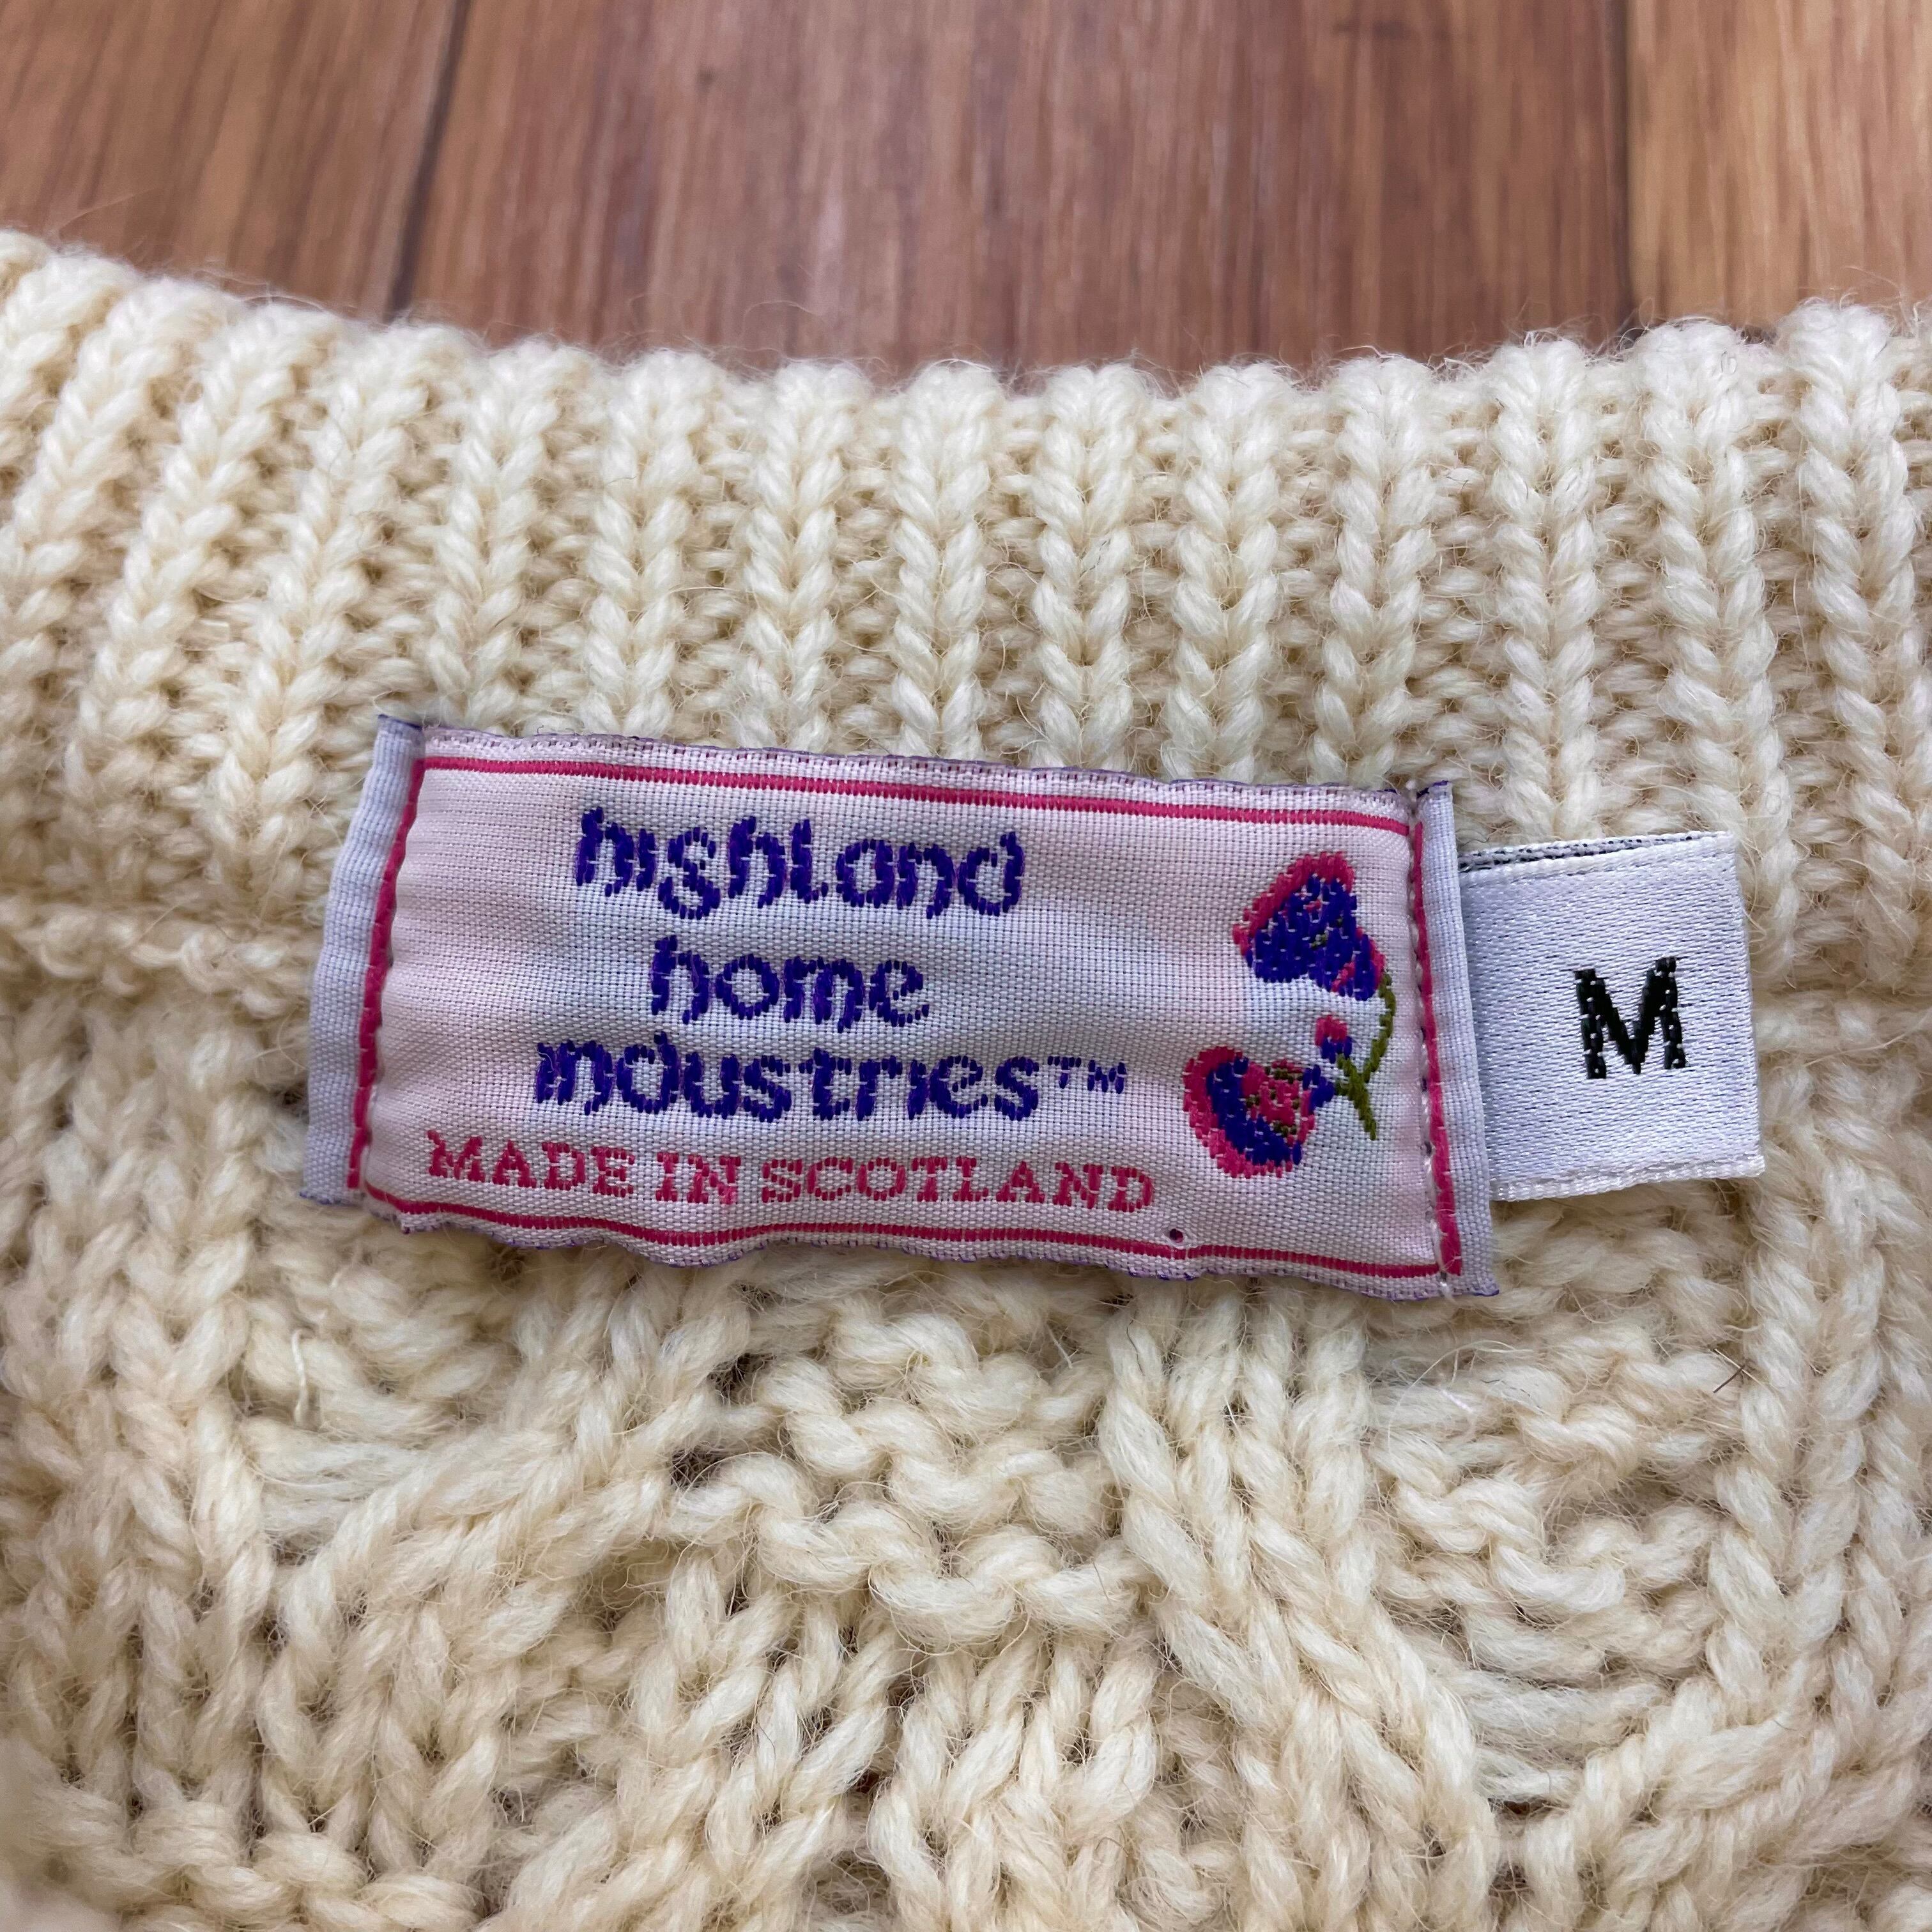 highland
home
industries™
MADE IN SCOTLAND
M